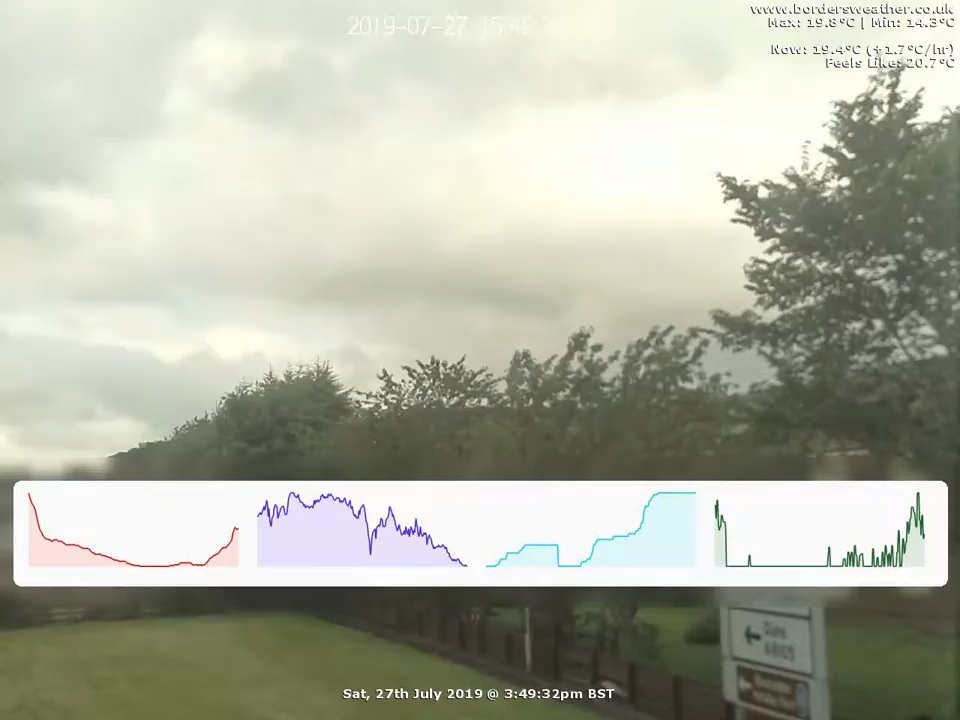 www.bordersweather.co.uk
Max: 19.8°C | Min: 14.3°C
2019-07-27
Now: 19.4°C (+1.7°C/hr)
Feels Like: 20.7°C
Sat, 27th July 2019 @ 3:49:32pm BST